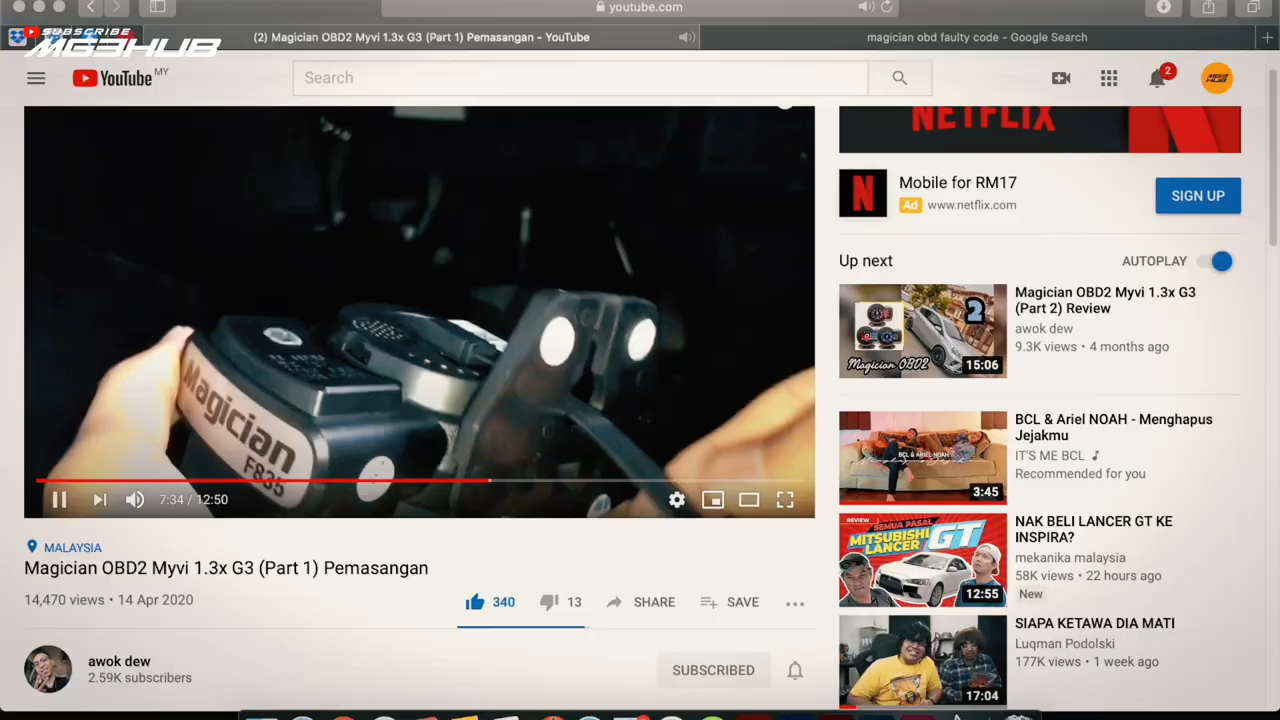 youtube.com
SUBSCRIBE
MG3HUB
(2) Magician OBD2 Myvi 1.3x G3 (Part 1) Pemasangan - YouTube
magician obd faulty code - Google Search
YouTube MY
Search
2
NETFLIX
Mobile for RM17
Ad www.netflix.com
SIGN UP
Up next
AUTOPLAY
Magician OBD2 Myvi 1.3x G3
(Part 2) Review
awok dew
9.3K views • 4 months ago
2
Magician OBD2
15:06
BCL & Ariel NOAH - Menghapus
Jejakmu
IT'S ME BCL
Recommended for you
BCL & ARIEL NOAH
3:45
NAK BELI LANCER GT KE
INSPIRA?
mekanika malaysia
58K views • 22 hours ago
New
REVIEW
SEMUA PASAL
MITSUBISHI
LANCER GT
12:55
SIAPA KETAWA DIA MATI
Luqman Podolski
177K views • 1 week ago
17:04
Magician
F835
7:34 / 12:50
MALAYSIA
Magician OBD2 Myvi 1.3x G3 (Part 1) Pemasangan
14,470 views • 14 Apr 2020
340
13
SHARE
SAVE
awok dew
2.59K subscribers
SUBSCRIBED